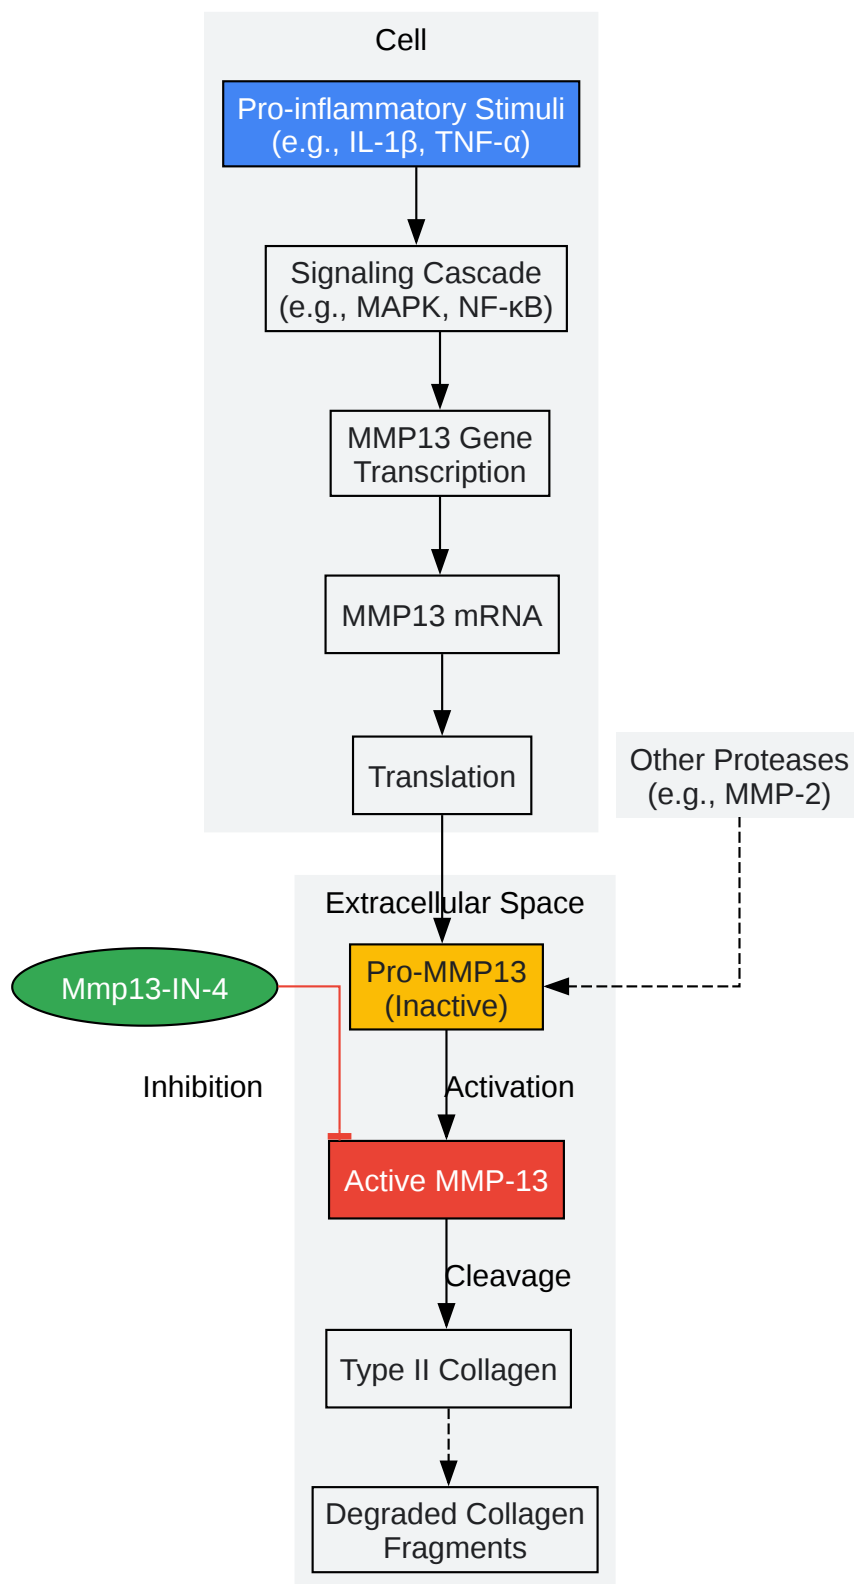 Cell
Pro-inflammatory Stimuli
(e.g., IL-1β, TNF-α)
Signaling Cascade
(e.g., MAPK, NF-κB)
MMP13 Gene
Transcription
MMP13 mRNA
Translation
Other Proteases
(e.g., MMP-2)
Extracellular Space
Pro-MMP13
(Inactive)
Mmp13-IN-4
Inhibition
Activation
Active MMP-13
Cleavage
Type II Collagen
Degraded Collagen
Fragments